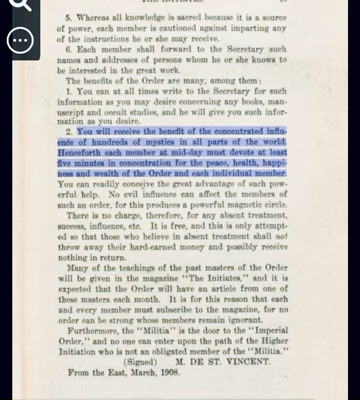 THE INITIATES
5. Whereas all knowledge is sacred because it is a source
of power, each member is cautioned against imparting any
of the instructions he or she may receive.
6. Each member shall forward to the Secretary such
names and addresses of persons whom he or she knows to
be interested in the great work.
The benefits of the Order are many, among them:
1. You can at all times write to the Secretary for such
information as you may desire concerning any books, man-
uscript and occult studies, and he will give you such infor-
mation as you desire.
2. You will receive the benefit of the concentrated influ-
ence of hundreds of mystics in all parts of the world.
Henceforth each member at mid-day must devote at least
five minutes in concentration for the peace, health, happi-
ness and wealth of the Order and each individual member.
You can readily conceive the great advantage of such pow-
erful help. No evil influence can affect the members of
such an order, for this produces a powerful magnetic circle.
There is no charge, therefore, for any absent treatment,
success, influence, etc. It is free, and this is only attempt-
ed so that those who believe in absent treatment shall not
throw away their hard-earned money and possibly receive
nothing in return.
Many of the teachings of the past masters of the Order
will be given in the magazine "The Initiates," and it is
expected that the Order will have an article from one of
these masters each month. It is for this reason that each
and every member must subscribe to the magazine, for no
order can be strong whose members remain ignorant.
Furthermore, the "Militia" is the door to the "Imperial
Order," and no one can enter upon the path of the Higher
Initiation who is not an obligated member of the "Militia."
(Signed) M. DE ST. VINCENT.
From the East, March, 1908.